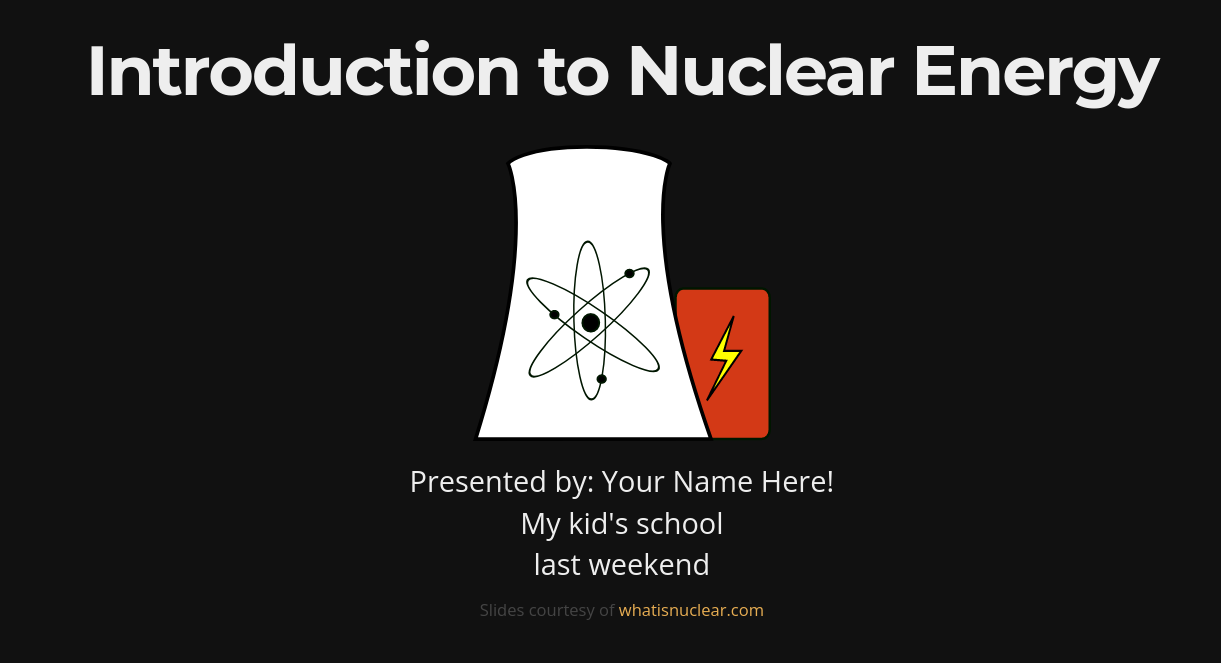 Introduction to Nuclear Energy
Presented by: Your Name Here!
My kid's school
last weekend
Slides courtesy of whatisnuclear.com